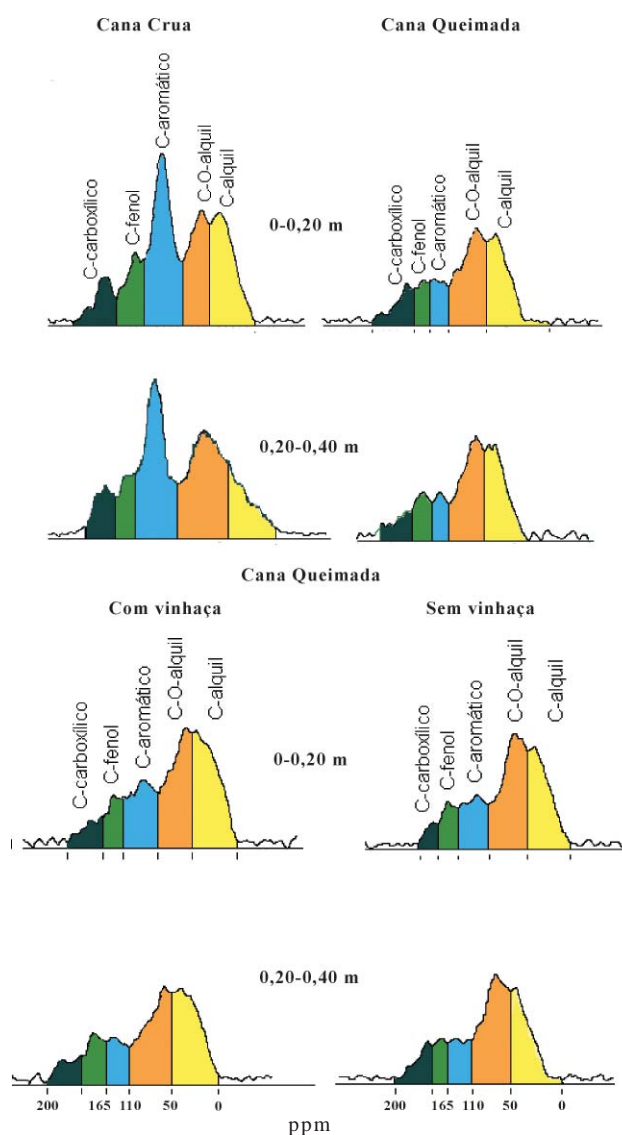 Cana Crua
Cana Queimada
C-carboxílico
C-fenol
C-aromático
C-O-alquil
C-alquil
0-0,20 m
C-carboxílico
C-fenol
C-aromático
C-O-alquil
C-alquil
0,20-0,40 m
Cana Queimada
Com vinhaça
Sem vinhaça
C-carboxílico
C-fenol
C-aromático
C-O-alquil
C-alquil
0-0,20 m
C-carboxílico
C-fenol
C-aromático
C-O-alquil
C-alquil
0,20-0,40 m
200 165 110 50 0
200 165 110 50 0
ppm